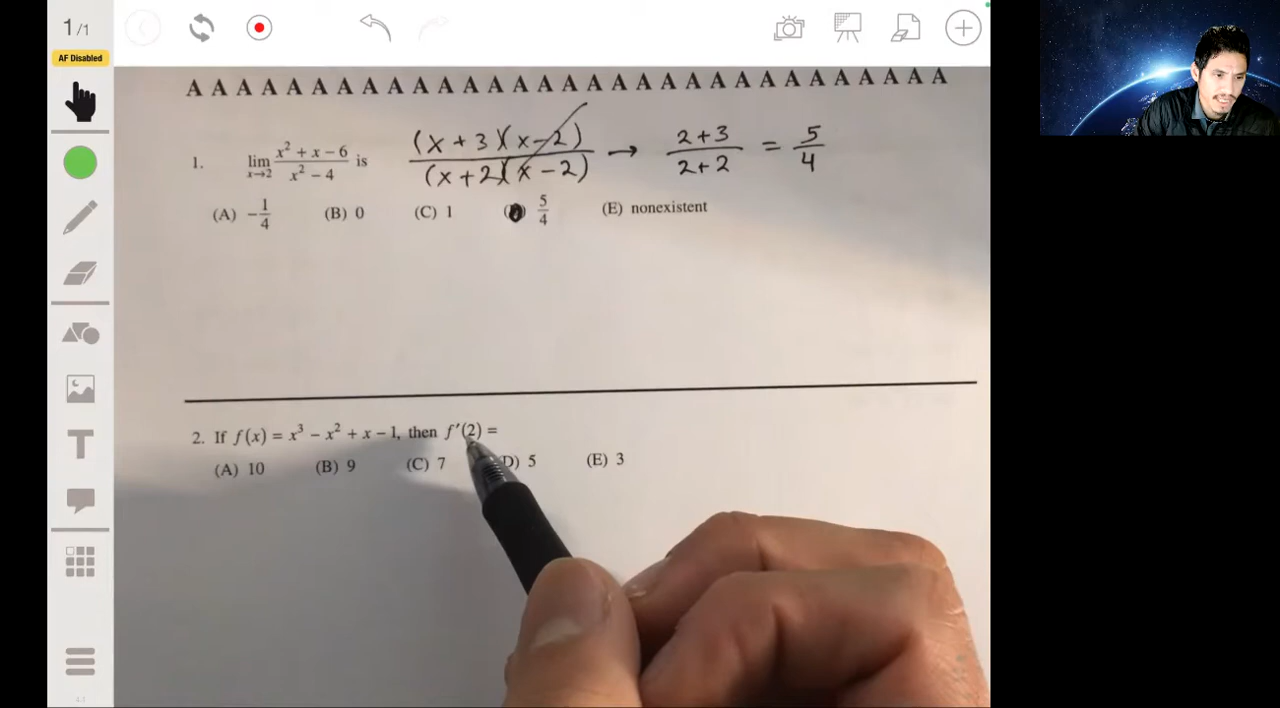 1/1
AF Disabled
A A A A A A A A A A A A A A A A A A A A A A A A A A A A A A A
1. lim x→2 x² + x – 6 / x² – 4 is (x + 3)(x – 2) / (x + 2)(x – 2) → 2 + 3 / 2 + 2 = 5 / 4
(A) –1/4 (B) 0 (C) 1 5/4 (E) nonexistent
2. If f(x) = x³ – x² + x – 1, then f′(2) =
(A) 10 (B) 9 (C) 7 D) 5 (E) 3
T